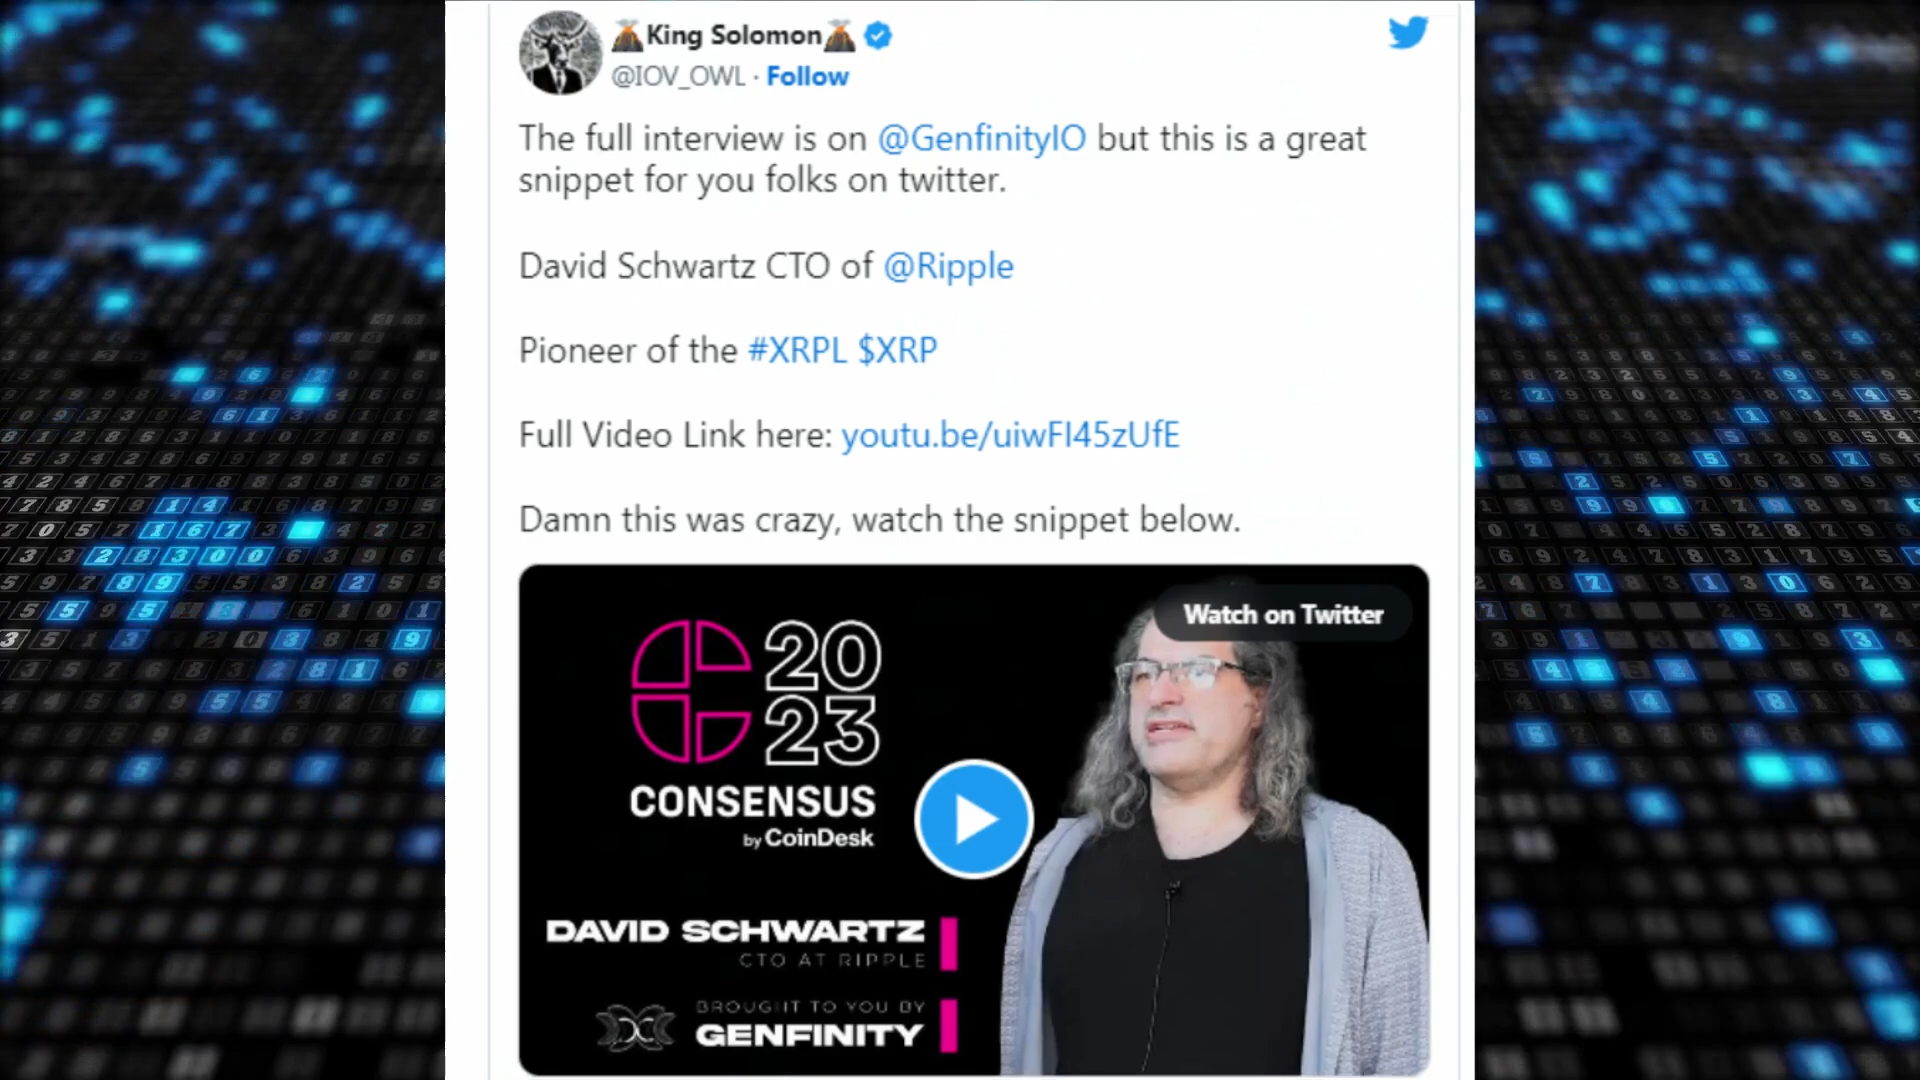 🌋King Solomon🌋
@IOV_OWL · Follow
The full interview is on @GenfinityIO but this is a great
snippet for you folks on twitter.
David Schwartz CTO of @Ripple
Pioneer of the #XRPL $XRP
Full Video Link here: youtu.be/uiwFI45zUfE
Damn this was crazy, watch the snippet below.
Watch on Twitter
20
23
CONSENSUS
by CoinDesk
DAVID SCHWARTZ
CTO AT RIPPLE
BROUGHT TO YOU BY
GENFINITY